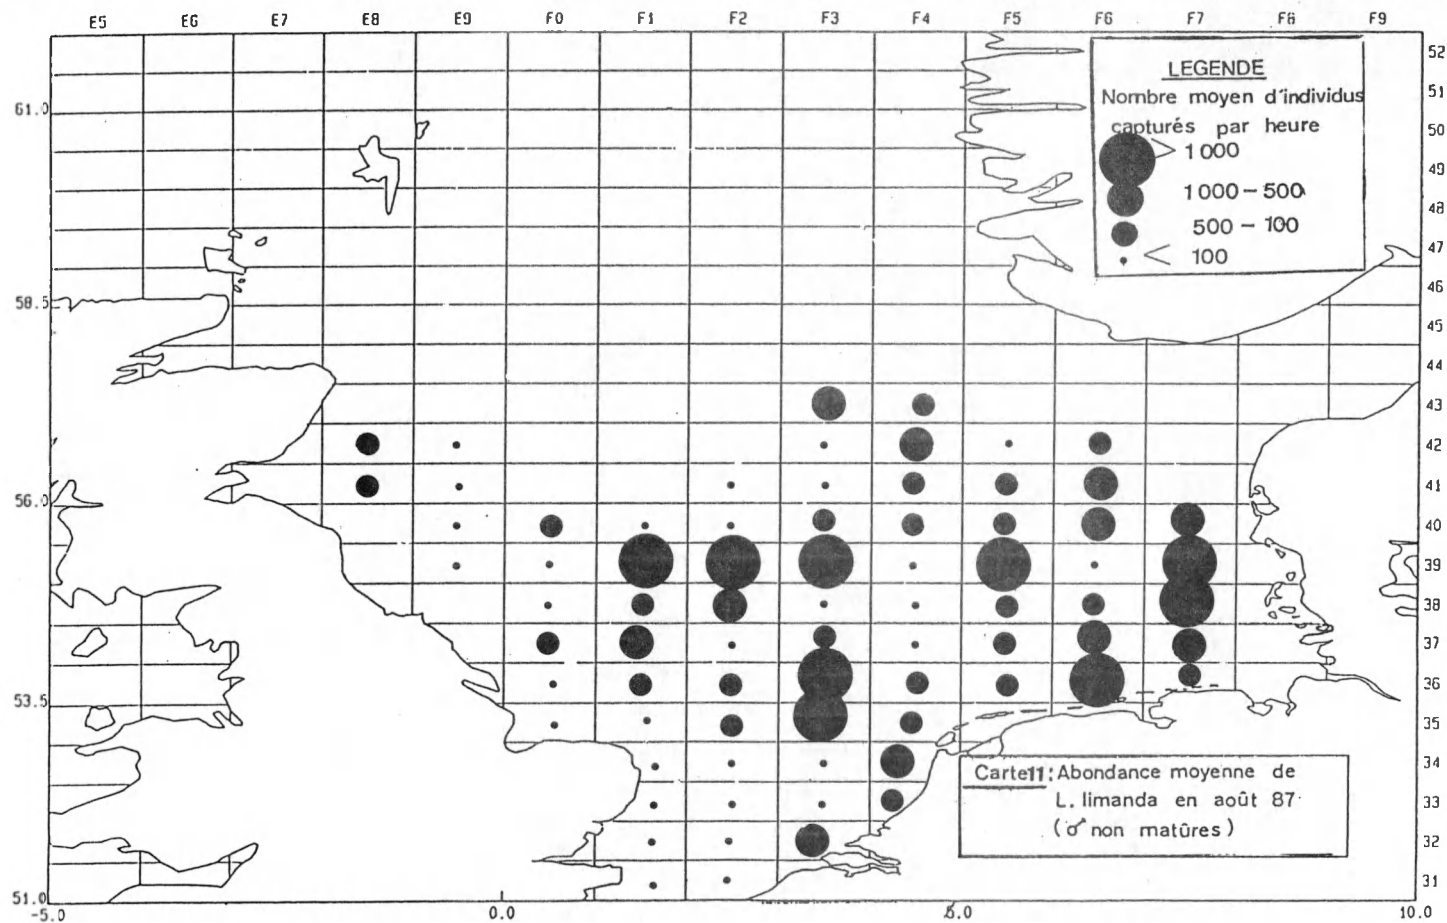 E5 E6 E7 E8 E9 F0 F1 F2 F3 F4 F5 F6 F7 F8 F9
52
51
61.0
50
49
48
47
46
58.5
45
44
43
42
41
56.0
40
39
38
37
36
53.5
35
34
33
32
31
51.0
-5.0 0.0 5.0 10.0
LEGENDE
Nombre moyen d'individus
capturés par heure
> 1000
1000 – 500
500 – 100
< 100
Carte11: Abondance moyenne de
L. limanda en août 87
(♂ non matûres)